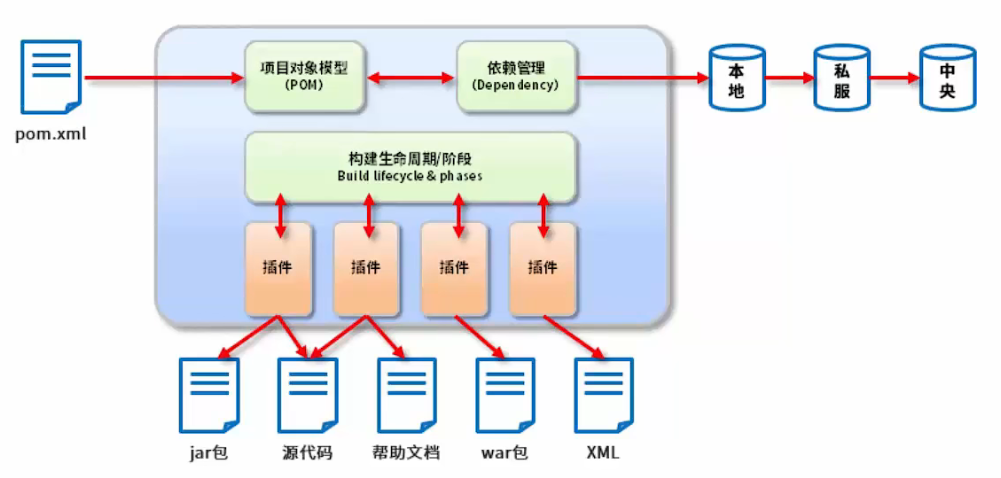 项目对象模型
(POM)
依赖管理
(Dependency)
本地
私服
中央
pom.xml
构建生命周期/阶段
Build lifecycle & phases
插件
插件
插件
插件
jar包
源代码
帮助文档
war包
XML